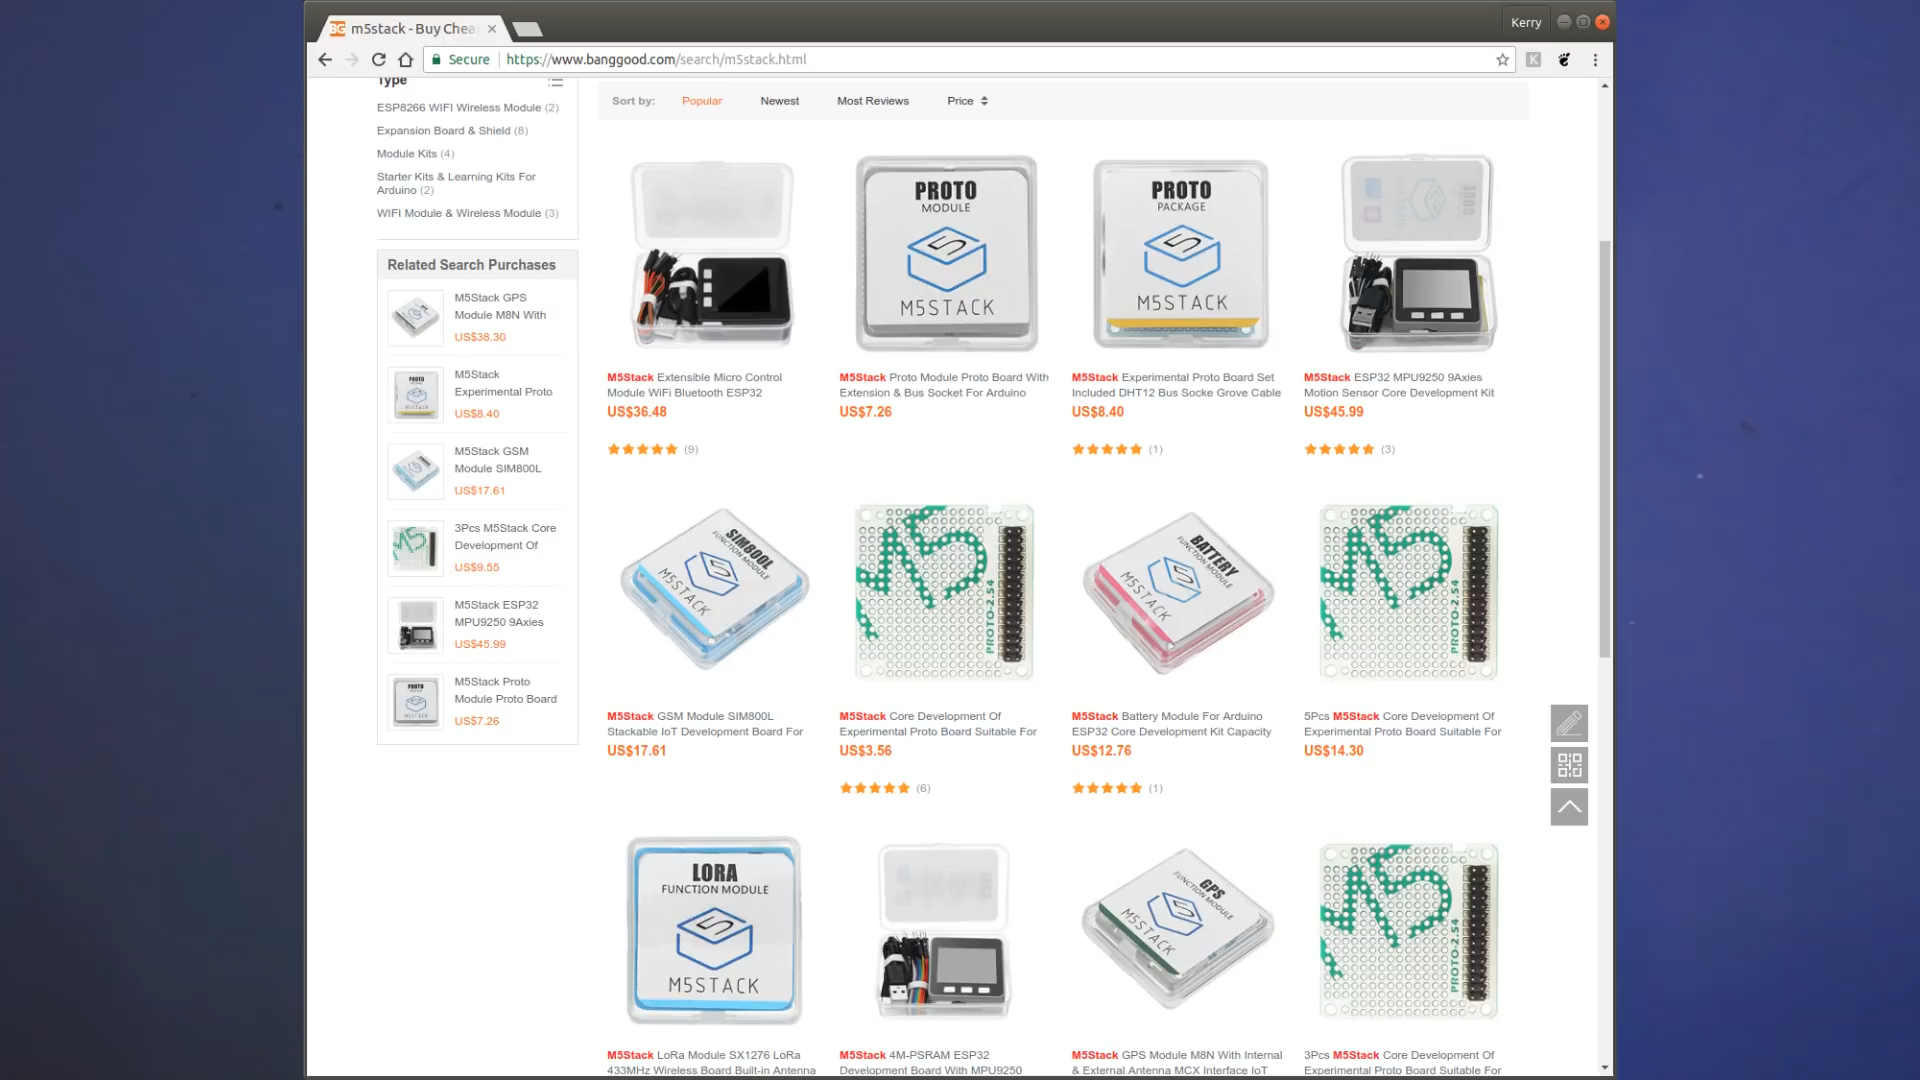 m5stack - Buy Chea
Kerry
Secure https://www.banggood.com/search/m5stack.html
Type
ESP8266 WIFI Wireless Module (2)
Expansion Board & Shield (8)
Module Kits (4)
Starter Kits & Learning Kits For
Arduino (2)
WIFI Module & Wireless Module (3)
Related Search Purchases
M5Stack GPS
Module M8N With
US$38.30
M5Stack
Experimental Proto
US$8.40
M5Stack GSM
Module SIM800L
US$17.61
3Pcs M5Stack Core
Development Of
US$9.55
M5Stack ESP32
MPU9250 9Axies
US$45.99
M5Stack Proto
Module Proto Board
US$7.26
Sort by: Popular Newest Most Reviews Price
PROTO
MODULE
M5STACK
PROTO
PACKAGE
M5STACK
M5Stack Extensible Micro Control
Module WiFi Bluetooth ESP32
US$36.48
(9)
M5Stack Proto Module Proto Board With
Extension & Bus Socket For Arduino
US$7.26
M5Stack Experimental Proto Board Set
Included DHT12 Bus Socke Grove Cable
US$8.40
(1)
M5Stack ESP32 MPU9250 9Axies
Motion Sensor Core Development Kit
US$45.99
(3)
SIM800L
FUNCTION MODULE
M5STACK
M5
PROTO-2.54
BATTERY
FUNCTION MODULE
M5STACK
M5
PROTO-2.54
M5Stack GSM Module SIM800L
Stackable IoT Development Board For
US$17.61
M5Stack Core Development Of
Experimental Proto Board Suitable For
US$3.56
(6)
M5Stack Battery Module For Arduino
ESP32 Core Development Kit Capacity
US$12.76
(1)
5Pcs M5Stack Core Development Of
Experimental Proto Board Suitable For
US$14.30
LORA
FUNCTION MODULE
M5STACK
GPS
FUNCTION MODULE
M5STACK
M5
PROTO-2.54
M5Stack LoRa Module SX1276 LoRa
433MHz Wireless Board Built-in Antenna
M5Stack 4M-PSRAM ESP32
Development Board With MPU9250
M5Stack GPS Module M8N With Internal
& External Antenna MCX Interface IoT
3Pcs M5Stack Core Development Of
Experimental Proto Board Suitable For